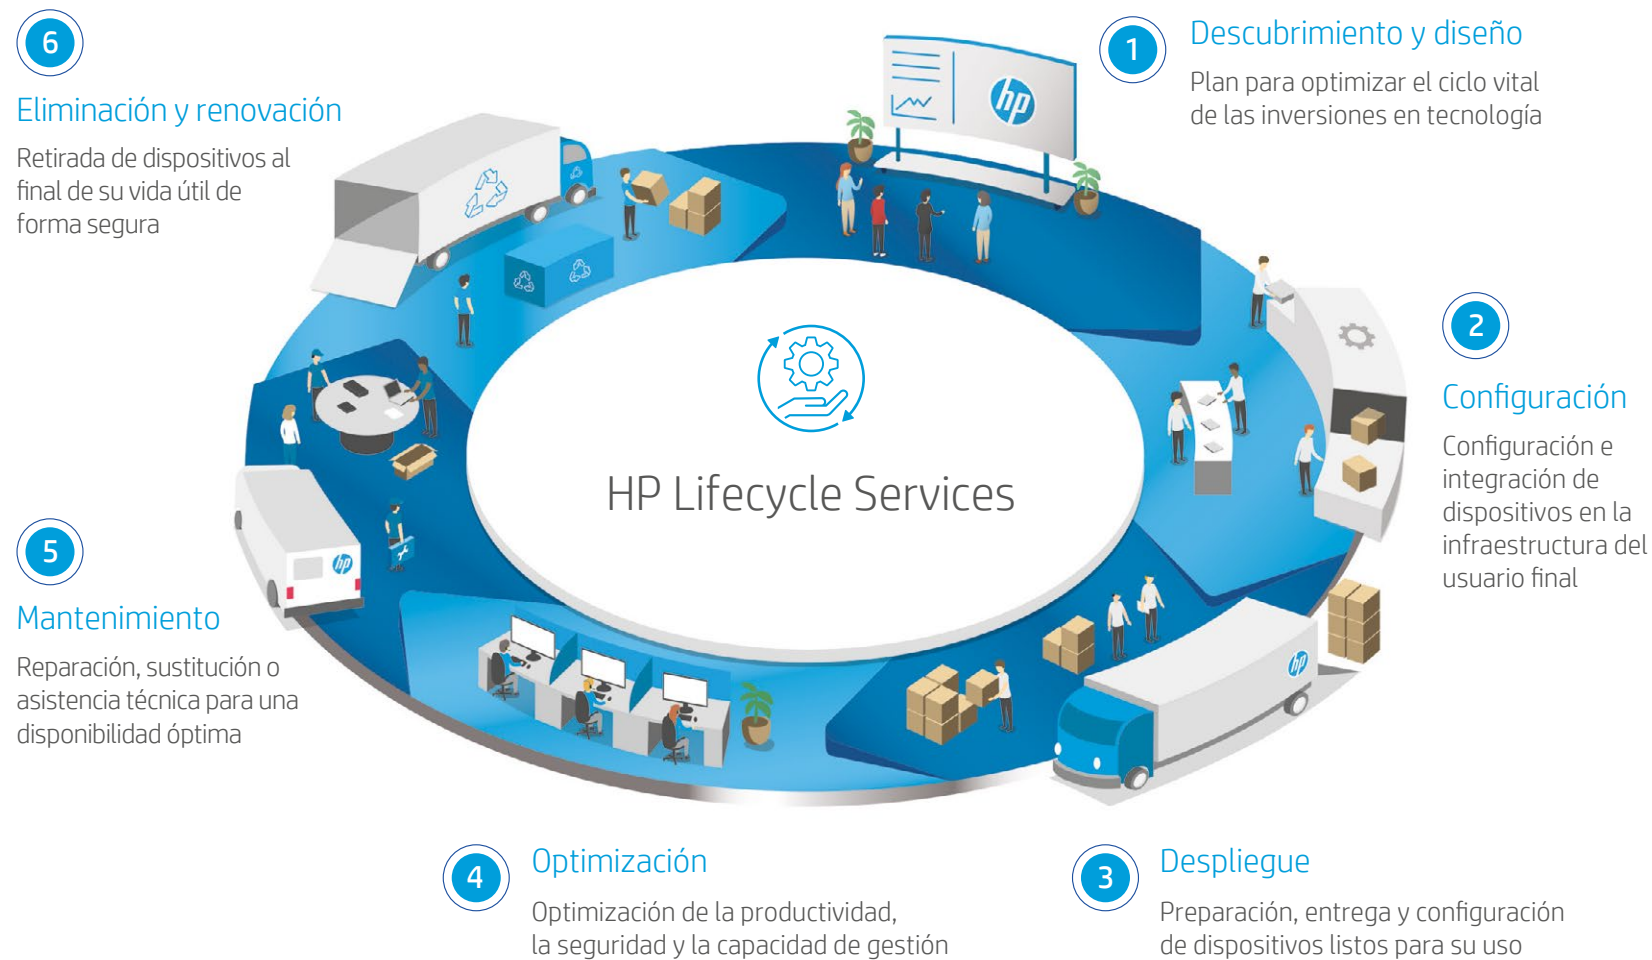 1
Descubrimiento y diseño
Plan para optimizar el ciclo vital
de las inversiones en tecnología
hp
2
Configuración
Configuración e
integración de
dispositivos en la
infraestructura del
usuario final
3
Despliegue
Preparación, entrega y configuración
de dispositivos listos para su uso
hp
4
Optimización
Optimización de la productividad,
la seguridad y la capacidad de gestión
5
Mantenimiento
Reparación, sustitución o
asistencia técnica para una
disponibilidad óptima
hp
6
Eliminación y renovación
Retirada de dispositivos al
final de su vida útil de
forma segura
HP Lifecycle Services